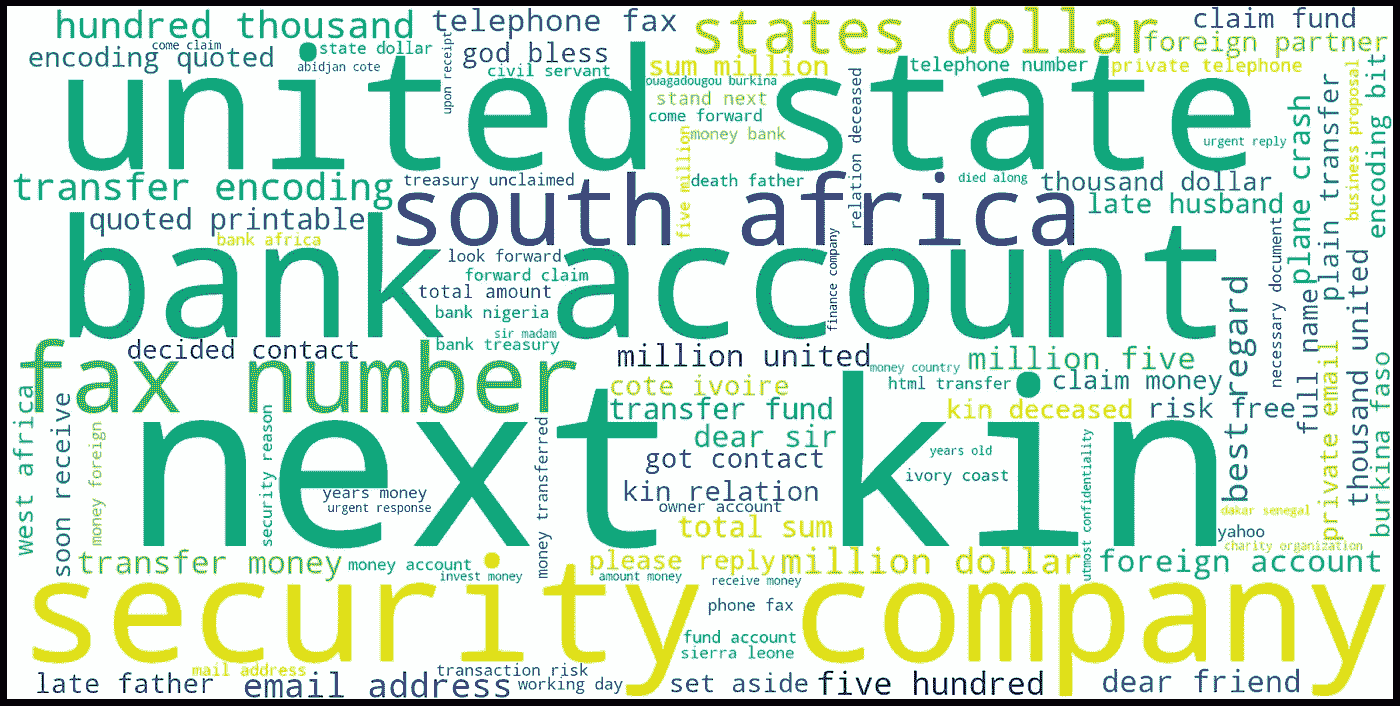 hundred thousand
telephone fax
states dollar
claim fund
encoding quoted
come claim
state dollar
abidjan cote
upon receipt
god bless
civil servant
sum million
ouagadougou burkina
foreign partner
telephone number
private telephone
united state
stand next
come forward
money bank
five million
relation deceased
urgent reply
plane crash
plain transfer
business proposal
encoding bit
transfer encoding
treasury unclaimed
death father
died along
thousand dollar
late husband
quoted printable
south africa
bank africa
look forward
forward claim
total amount
bank nigeria
sir madam
bank treasury
bank account
finance company
necessary document
best regard
full name
private email
thousand united
burkina faso
decided contact
million united
money country
million five
fax number
cote ivoire
html transfer
claim money
transfer fund
kin deceased
risk free
west africa
soon receive
money foreign
security reason
next kin
dear sir
got contact
years old
ivory coast
kin relation
years money
urgent response
money transferred
owner account
total sum
utmost confidentiality
dakar senegal
yahoo
charity organization
transfer money
money account
invest money
please reply
million dollar
amount money
receive money
foreign account
security company
phone fax
fund account
sierra leone
mail address
transaction risk
late father
email address
working day
set aside
five hundred
dear friend